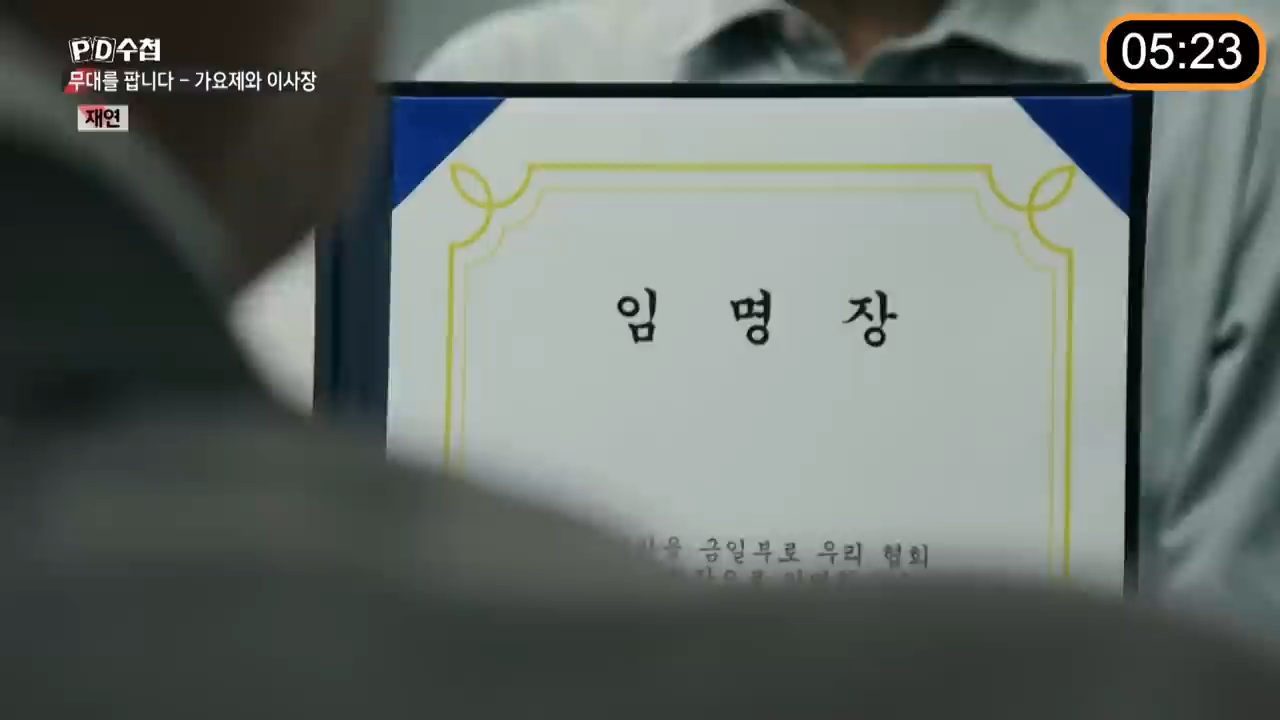 PD수첩
무대를 팝니다 - 가요제와 이사장
재연
05:23
임 명 장
금일부로 우리 협회